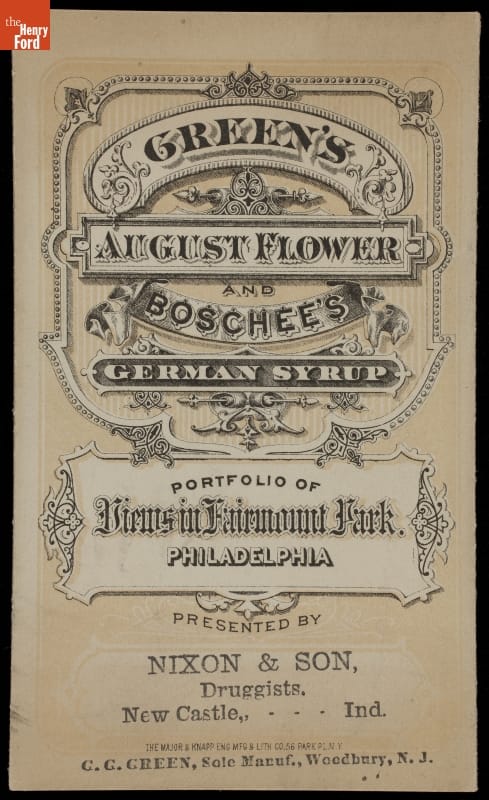 the
Henry
Ford
GREEN'S
AUGUST FLOWER
AND
BOSCHEE'S
GERMAN SYRUP
PORTFOLIO OF
Views in Fairmount Park.
PHILADELPHIA
PRESENTED BY
NIXON & SON,
Druggists.
New Castle,, - - - Ind.
THE MAJOR & KNAPP ENG MFG & LITH CO. 56 PARK PL. N.Y.
G. G. GREEN, Sole Manuf., Woodbury, N. J.